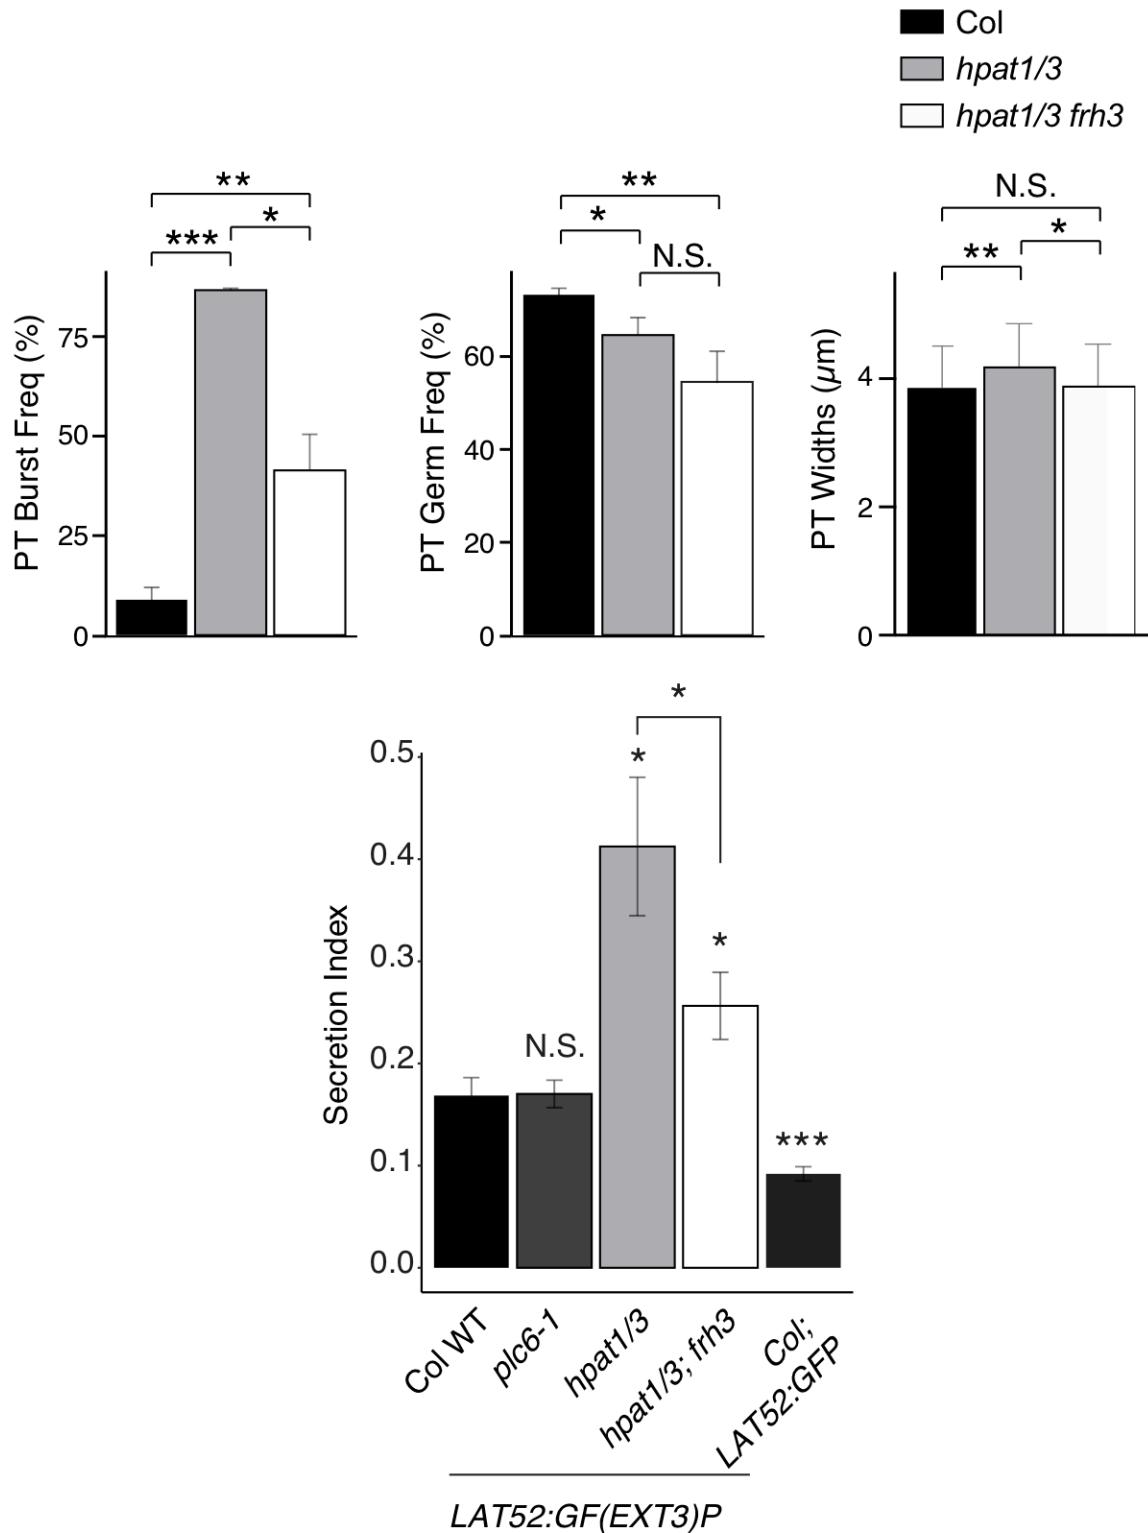 Col
hpat1/3
hpat1/3 frh3
**
*
***
PT Burst Freq (%)
75
50
25
0
**
*
N.S.
PT Germ Freq (%)
60
40
20
0
N.S.
*
**
PT Widths (µm)
4
2
0
*
*
*
N.S.
***
Secretion Index
0.5
0.4
0.3
0.2
0.1
0.0
Col WT
plc6-1
hpat1/3
hpat1/3; frh3
Col;
LAT52:GFP
LAT52:GF(EXT3)P